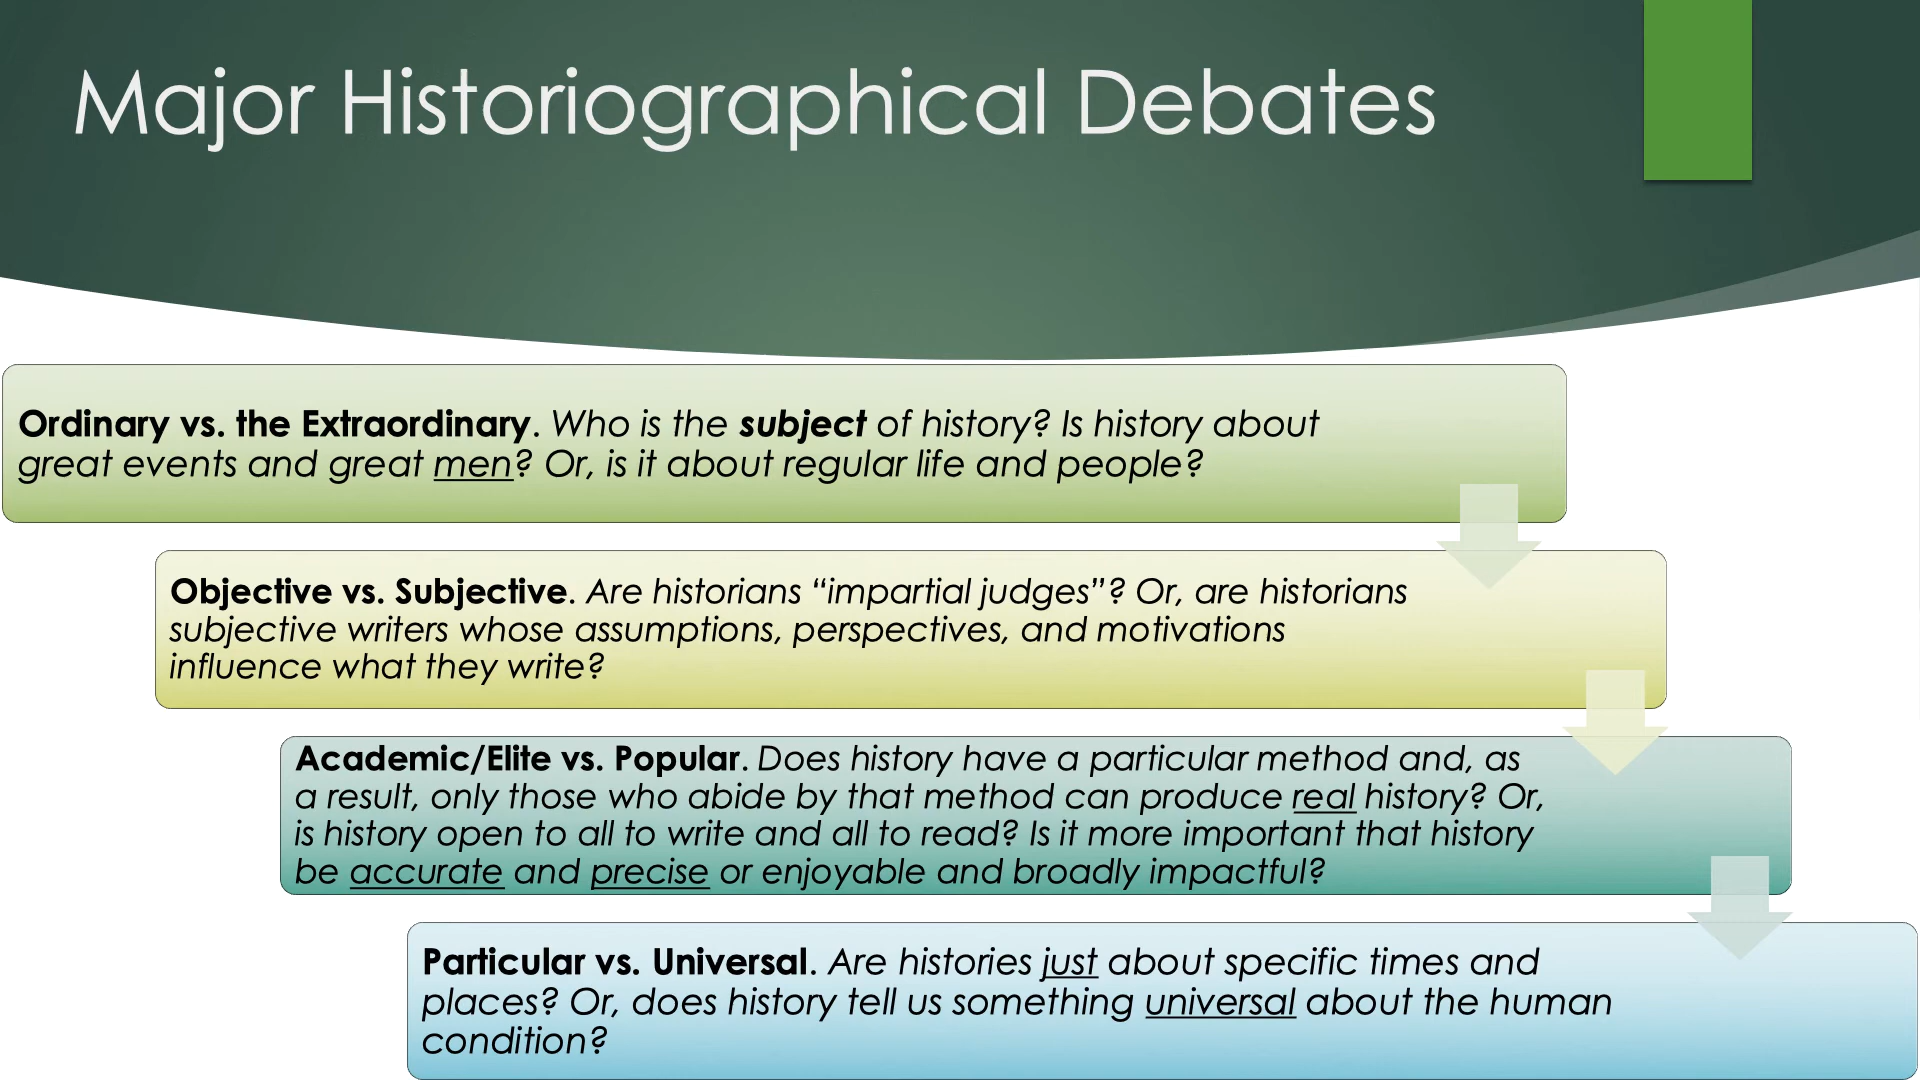 Major Historiographical Debates
Ordinary vs. the Extraordinary. Who is the subject of history? Is history about
great events and great men? Or, is it about regular life and people?
Objective vs. Subjective. Are historians “impartial judges”? Or, are historians
subjective writers whose assumptions, perspectives, and motivations
influence what they write?
Academic/Elite vs. Popular. Does history have a particular method and, as
a result, only those who abide by that method can produce real history? Or,
is history open to all to write and all to read? Is it more important that history
be accurate and precise or enjoyable and broadly impactful?
Particular vs. Universal. Are histories just about specific times and
places? Or, does history tell us something universal about the human
condition?